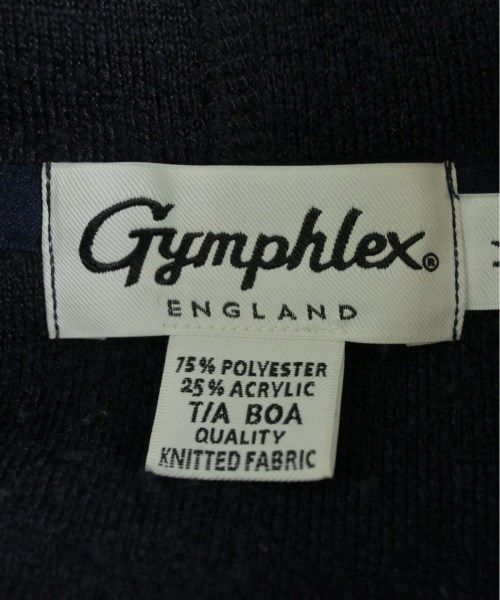 Gymphlex®
ENGLAND
75% POLYESTER
25% ACRYLIC
T/A BOA
QUALITY
KNITTED FABRIC